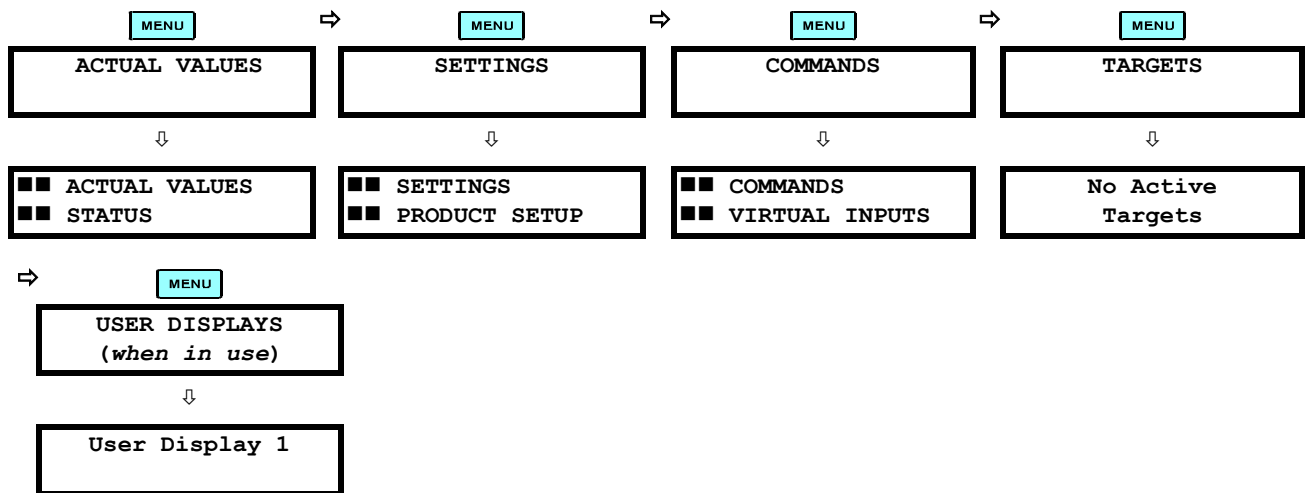 MENU MENU MENU MENU
ACTUAL VALUES SETTINGS COMMANDS TARGETS
ACTUAL VALUES SETTINGS COMMANDS No Active
STATUS PRODUCT SETUP VIRTUAL INPUTS Targets
MENU
USER DISPLAYS
(when in use)
User Display 1